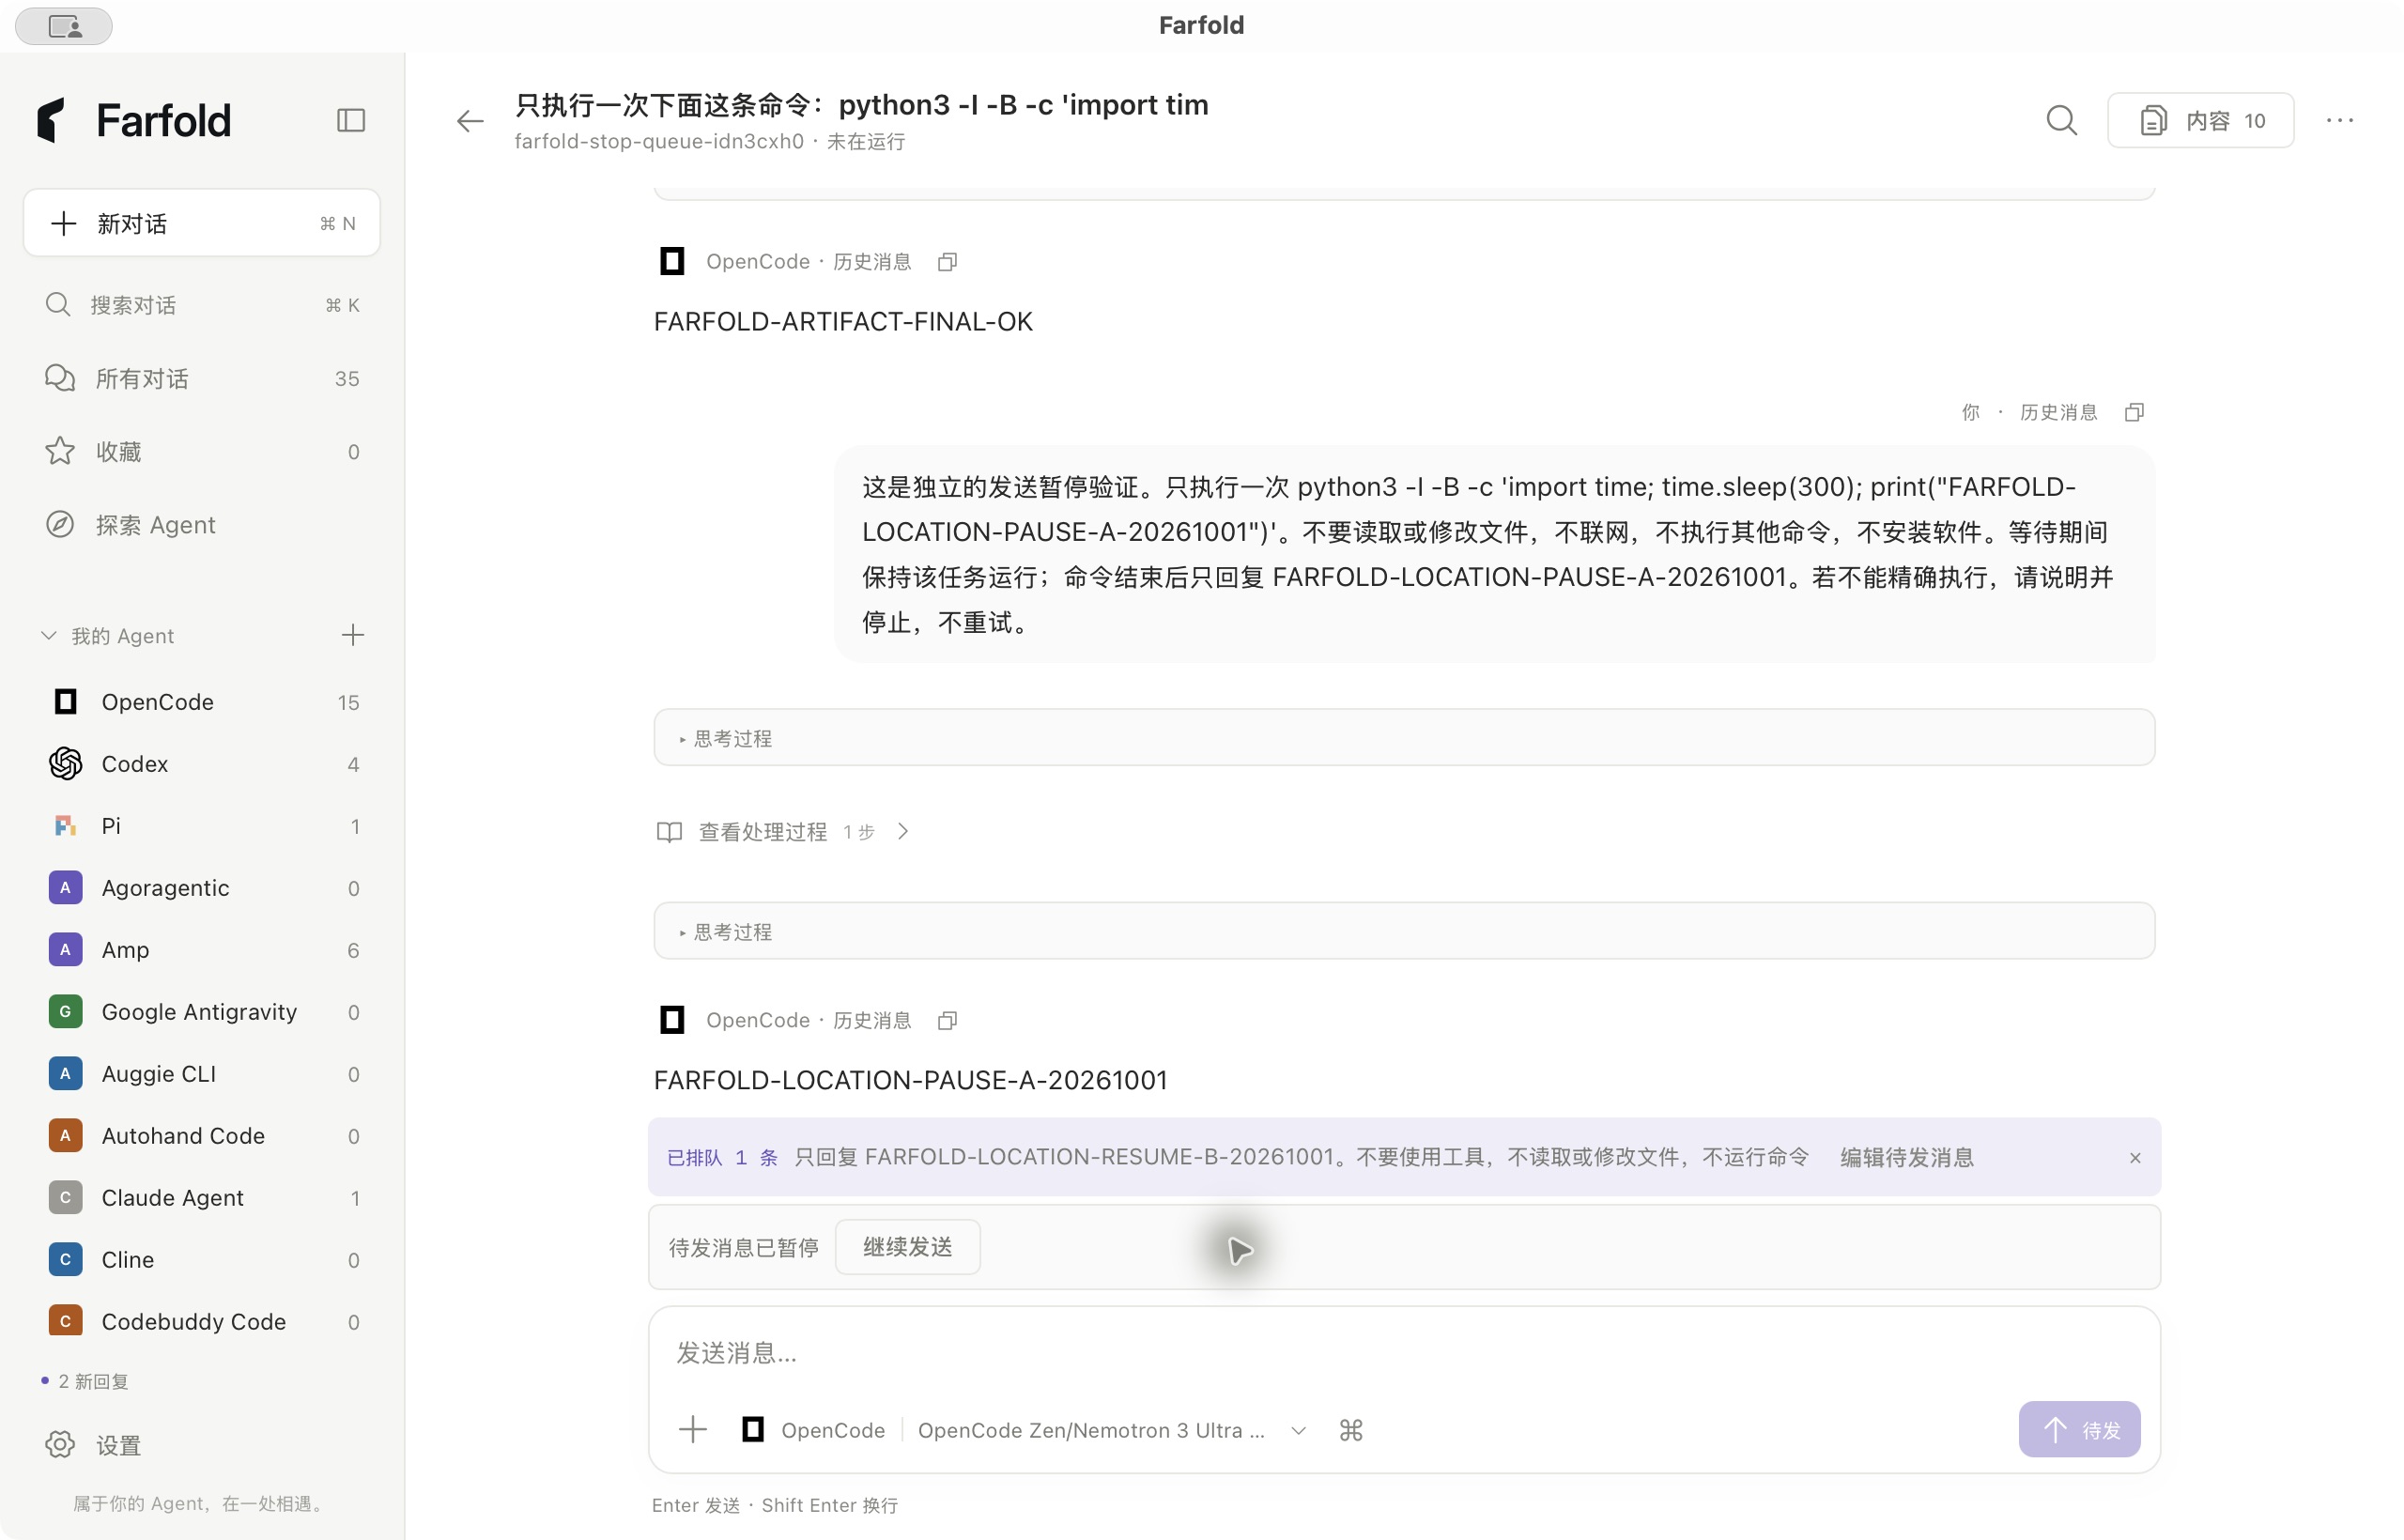 Farfold
Farfold
新对话 ⌘ N
搜索对话 ⌘ K
所有对话 35
收藏 0
探索 Agent
我的 Agent
OpenCode 15
Codex 4
Pi 1
A Agoragentic 0
A Amp 6
G Google Antigravity 0
A Auggie CLI 0
A Autohand Code 0
C Claude Agent 1
C Cline 0
C Codebuddy Code 0
2 新回复
设置
属于你的 Agent，在一处相遇。
只执行一次下面这条命令：python3 -I -B -c 'import tim
farfold-stop-queue-idn3cxh0 · 未在运行
内容 10
OpenCode · 历史消息
FARFOLD-ARTIFACT-FINAL-OK
你 · 历史消息
这是独立的发送暂停验证。只执行一次 python3 -I -B -c 'import time; time.sleep(300); print("FARFOLD-
LOCATION-PAUSE-A-20261001")'。不要读取或修改文件，不联网，不执行其他命令，不安装软件。等待期间
保持该任务运行；命令结束后只回复 FARFOLD-LOCATION-PAUSE-A-20261001。若不能精确执行，请说明并
停止，不重试。
思考过程
查看处理过程 1 步
思考过程
OpenCode · 历史消息
FARFOLD-LOCATION-PAUSE-A-20261001
已排队 1 条 只回复 FARFOLD-LOCATION-RESUME-B-20261001。不要使用工具，不读取或修改文件，不运行命令 编辑待发消息 ×
待发消息已暂停 继续发送
发送消息...
OpenCode OpenCode Zen/Nemotron 3 Ultra ... ⌘ 待发
Enter 发送 · Shift Enter 换行